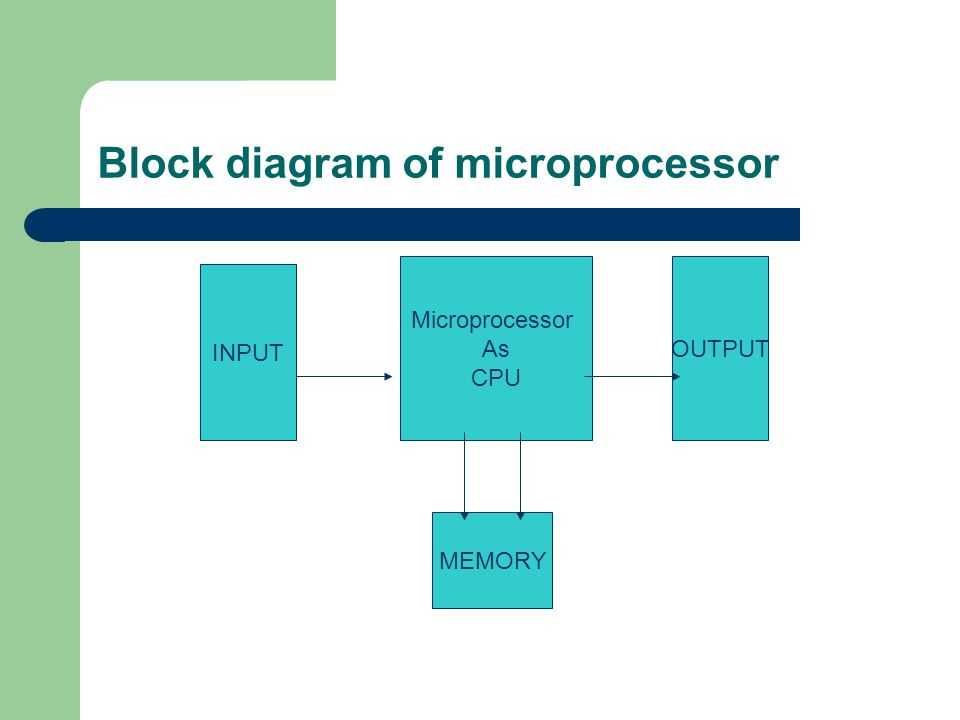 Block diagram of microprocessor
INPUT
Microprocessor
As
CPU
OUTPUT
MEMORY